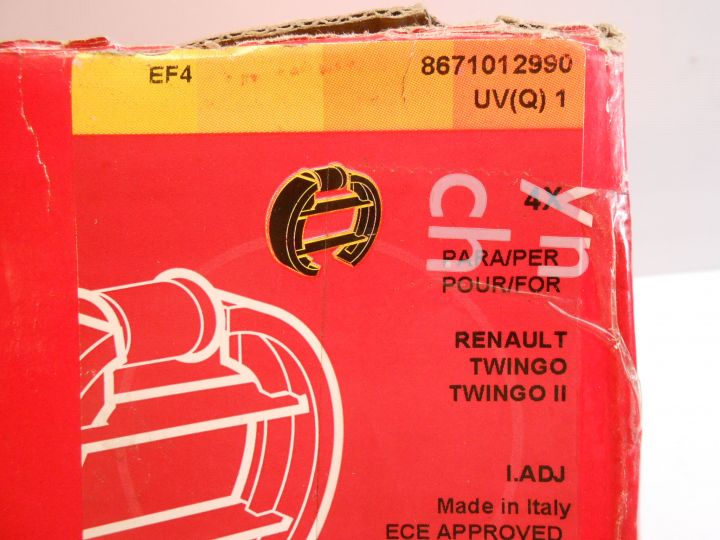 EF4
8671012990
UV(Q) 1
4X
PARA/PER
POUR/FOR
RENAULT
TWINGO
TWINGO II
I.ADJ
Made in Italy
ECE APPROVED